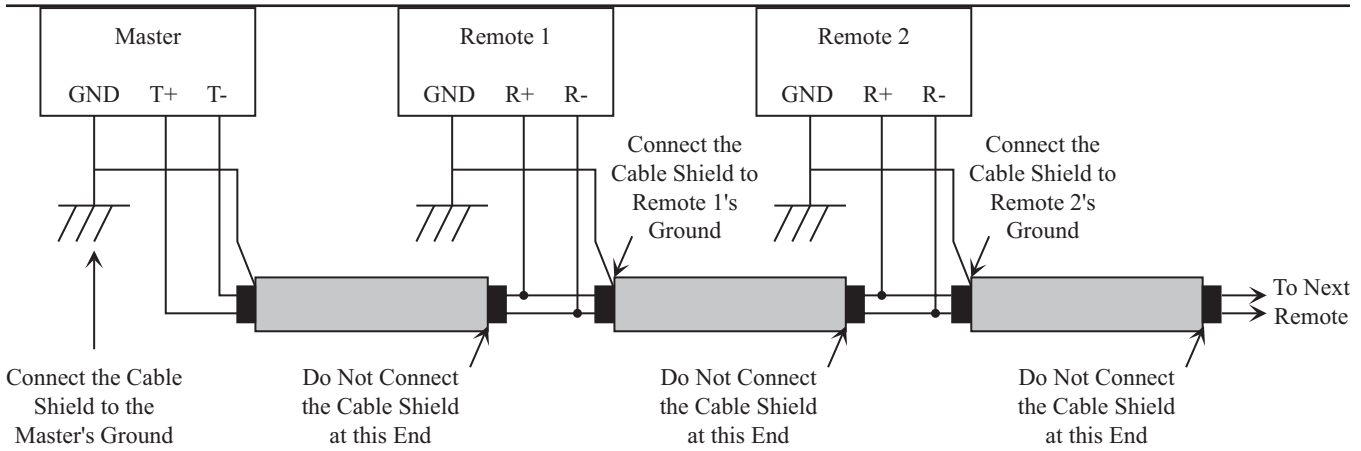 Master
GND T+ T-
Remote 1
GND R+ R-
Remote 2
GND R+ R-
Connect the
Cable Shield to
Remote 1's
Ground
Connect the
Cable Shield to
Remote 2's
Ground
To Next
Remote
Connect the Cable
Shield to the
Master's Ground
Do Not Connect
the Cable Shield
at this End
Do Not Connect
the Cable Shield
at this End
Do Not Connect
the Cable Shield
at this End